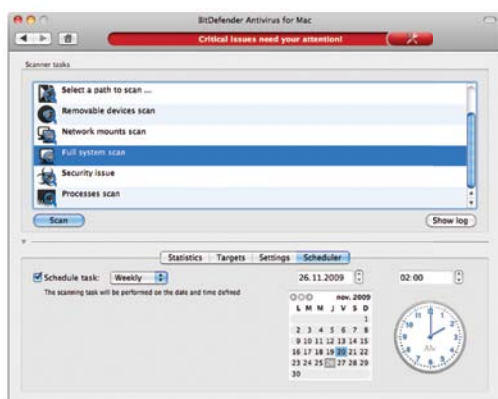 BitDefender Antivirus for Mac
Critical issues need your attention!
Scanner tasks
Select a path to scan ...
Removable devices scan
Network mounts scan
Full system scan
Security issue
Processes scan
Scan
Show log
Statistics Targets Settings Scheduler
Schedule task: Weekly 26.11.2009 02:00
The scanning task will be performed on the date and time defined
nov. 2009
L M M J V S D
1
2 3 4 5 6 7 8
9 10 11 12 13 14 15
16 17 18 19 20 21 22
23 24 25 26 27 28 29
30